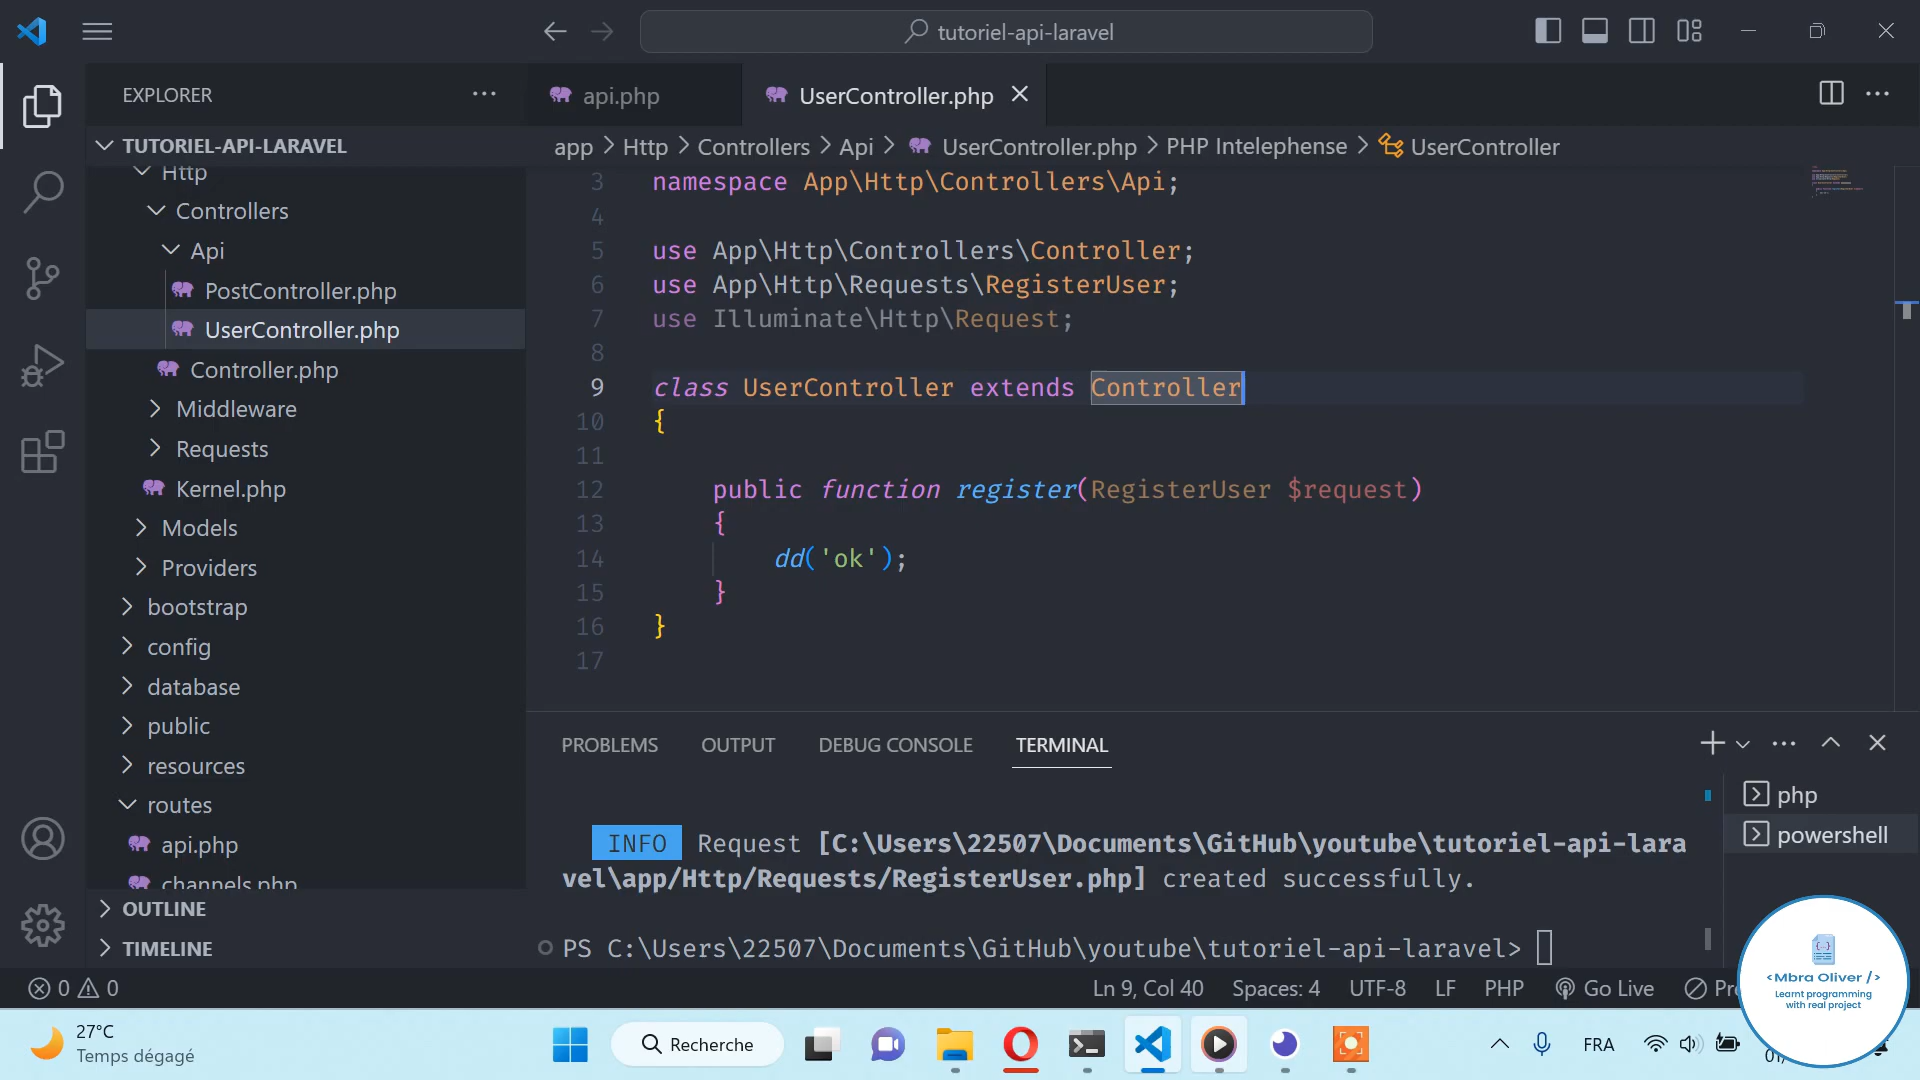 tutoriel-api-laravel
EXPLORER
TUTORIEL-API-LARAVEL
Http
Controllers
Api
PostController.php
UserController.php
Controller.php
Middleware
Requests
Kernel.php
Models
Providers
bootstrap
config
database
public
resources
routes
api.php
channels.php
OUTLINE
TIMELINE
api.php
UserController.php
app > Http > Controllers > Api > UserController.php > PHP Intelephense > UserController
3 namespace App\Http\Controllers\Api;
4
5 use App\Http\Controllers\Controller;
6 use App\Http\Requests\RegisterUser;
7 use Illuminate\Http\Request;
8
9 class UserController extends Controller
10 {
11
12 public function register(RegisterUser $request)
13 {
14 dd('ok');
15 }
16 }
17
PROBLEMS OUTPUT DEBUG CONSOLE TERMINAL
INFO Request [C:\Users\22507\Documents\GitHub\youtube\tutoriel-api-lara
vel\app/Http/Requests/RegisterUser.php] created successfully.
PS C:\Users\22507\Documents\GitHub\youtube\tutoriel-api-laravel>
php
powershell
0 0 Ln 9, Col 40 Spaces: 4 UTF-8 LF PHP Go Live
<Mbra Oliver />
Learnt programming
with real project
27°C
Temps dégagé
Recherche
FRA